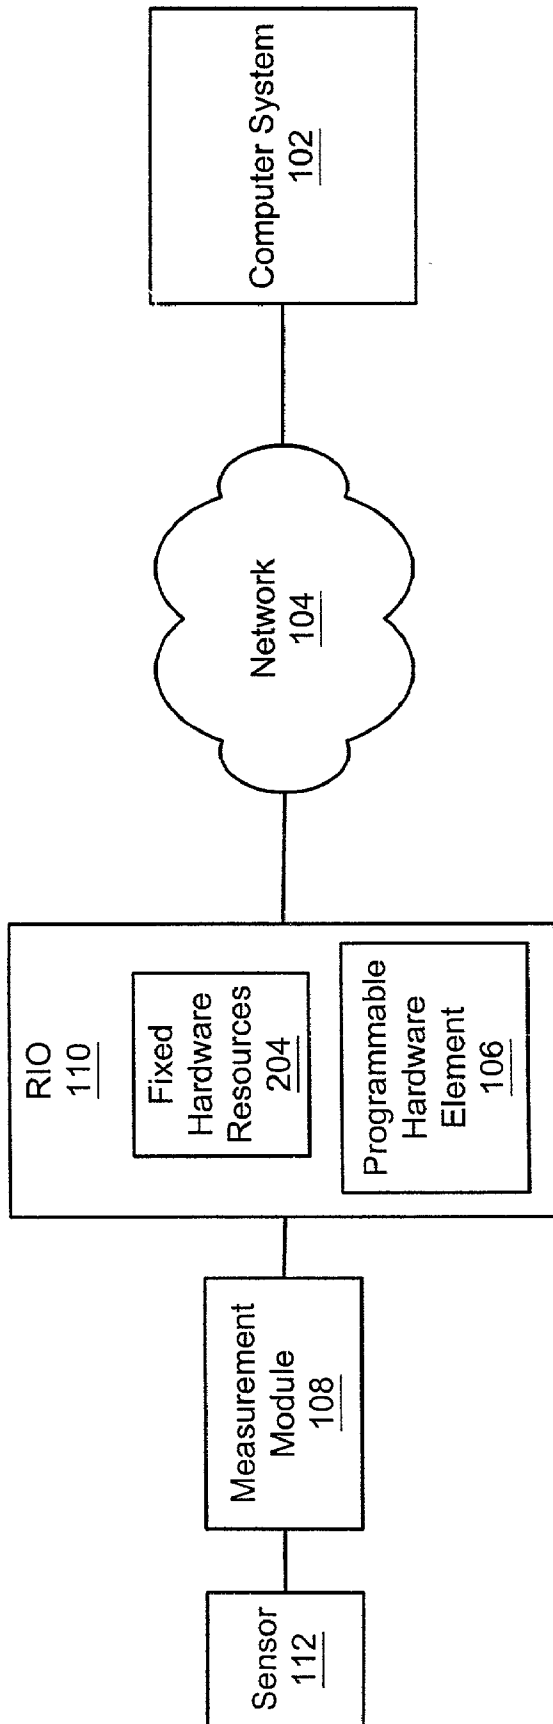 Sensor
112
Measurement
Module
108
RIO
110
Fixed
Hardware
Resources
204
Programmable
Hardware
Element
106
Network
104
Computer System
102